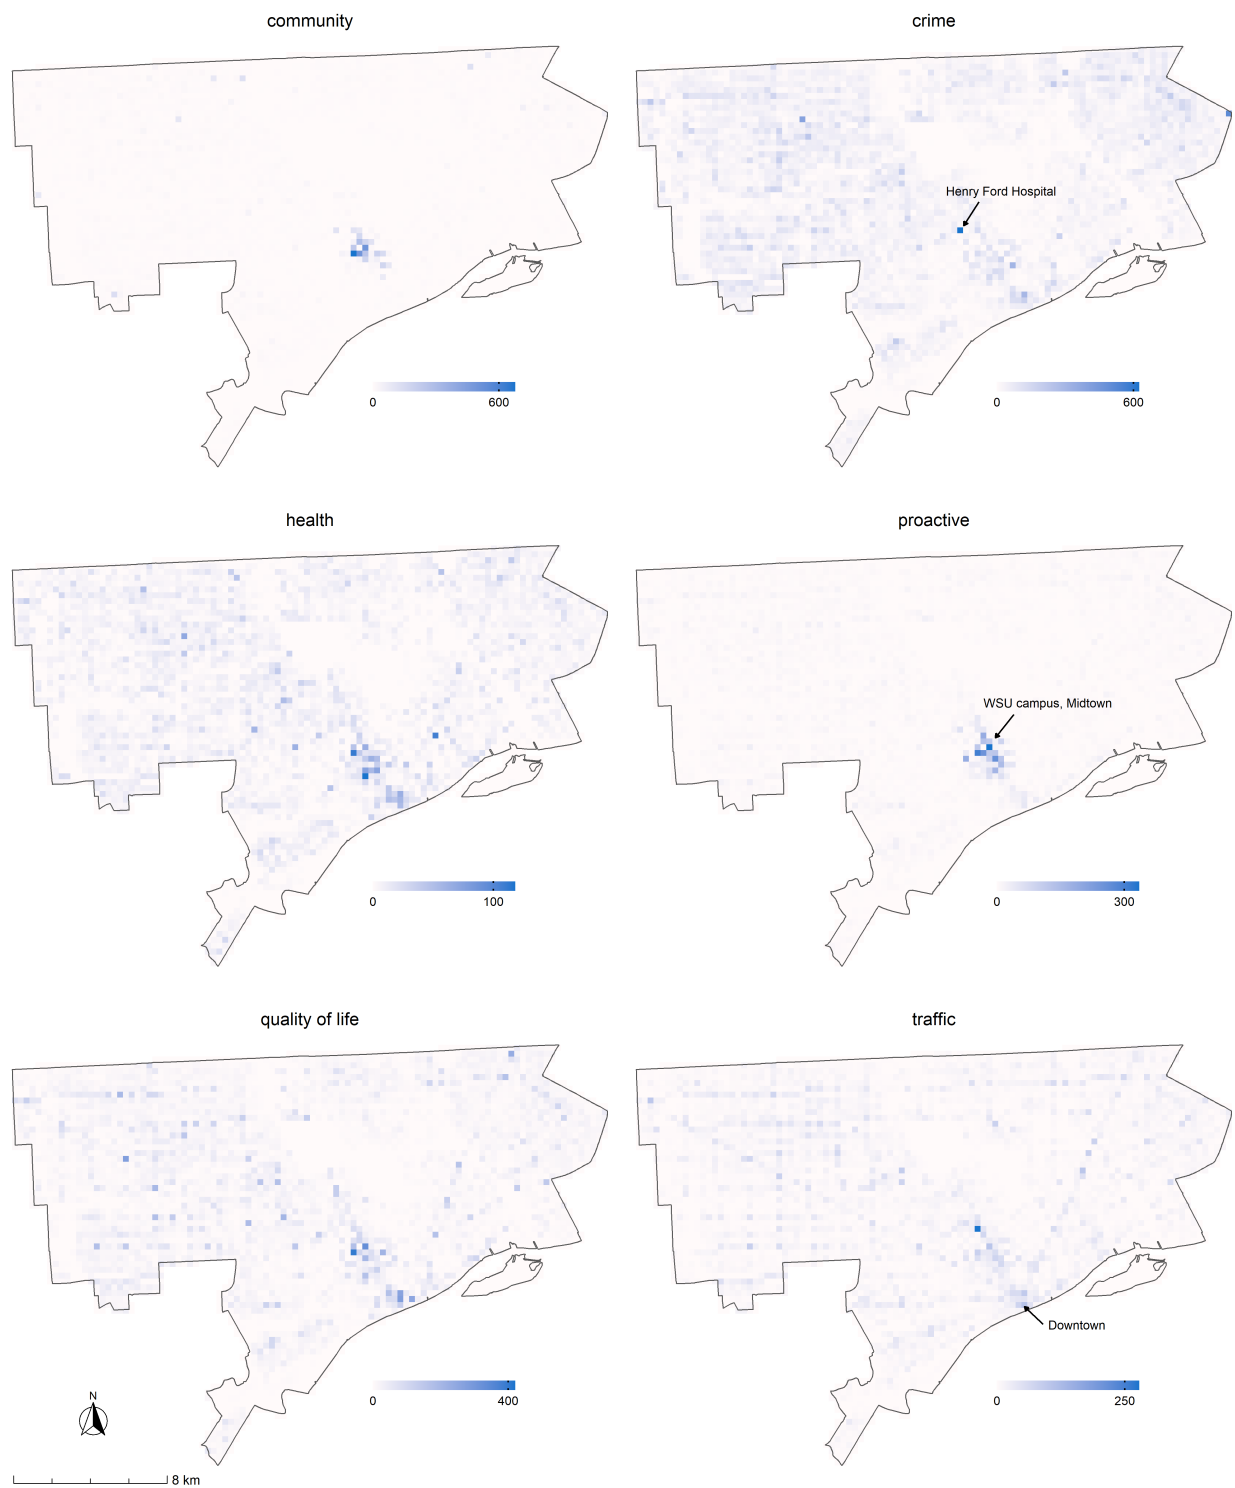 community
crime
Henry Ford Hospital
0 600
0 600
health
proactive
WSU campus, Midtown
0 100
0 300
quality of life
traffic
Downtown
0 400
0 250
N
8 km